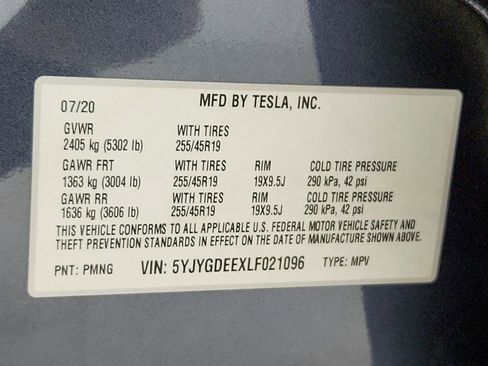 07/20 MFD BY TESLA, INC.
GVWR WITH TIRES
2405 kg (5302 lb) 255/45R19
GAWR FRT WITH TIRES RIM COLD TIRE PRESSURE
1363 kg (3004 lb) 255/45R19 19X9.5J 290 kPa, 42 psi
GAWR RR WITH TIRES RIM COLD TIRE PRESSURE
1636 kg (3606 lb) 255/45R19 19X9.5J 290 kPa, 42 psi
THIS VEHICLE CONFORMS TO ALL APPLICABLE U.S. FEDERAL MOTOR VEHICLE SAFETY AND
THEFT PREVENTION STANDARDS IN EFFECT ON THE DATE OF MANUFACTURE SHOWN ABOVE.
PNT: PMNG VIN: 5YJYGDEEXLF021096 TYPE: MPV